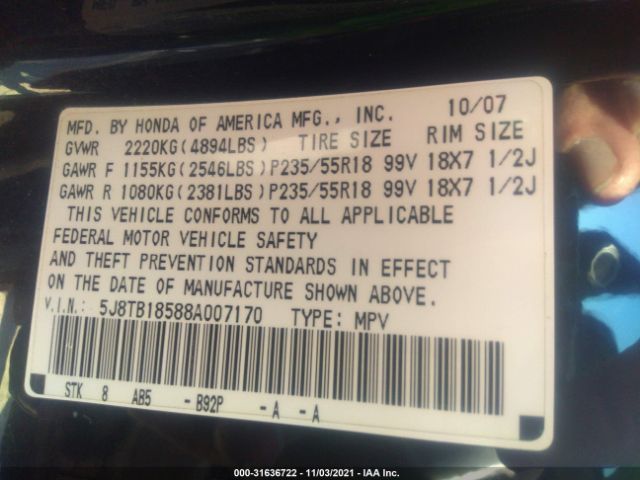 MFD. BY HONDA OF AMERICA MFG., INC. 10/07
GVWR 2220KG(4894LBS) TIRE SIZE RIM SIZE
GAWR F 1155KG(2546LBS)P235/55R18 99V 18X7 1/2J
GAWR R 1080KG(2381LBS)P235/55R18 99V 18X7 1/2J
THIS VEHICLE CONFORMS TO ALL APPLICABLE
FEDERAL MOTOR VEHICLE SAFETY
AND THEFT PREVENTION STANDARDS IN EFFECT
ON THE DATE OF MANUFACTURE SHOWN ABOVE.
V.I.N.: 5J8TB18588A007170 TYPE: MPV
STK 8 AB5 -B92P -A -A
000-31636722 - 11/03/2021 - IAA Inc.